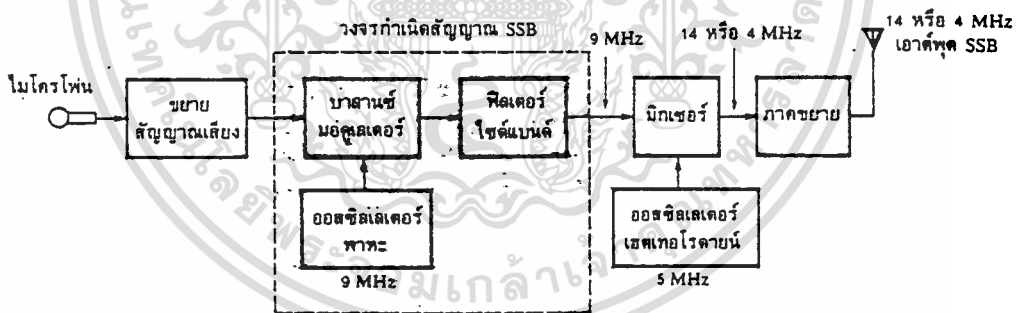 วงจรกำเนิดสัญญาณ SSB
9 MHz
14 หรือ 4 MHz
14 หรือ 4 MHz
เอาต์พุต SSB
ไมโครโฟน
ขยาย
สัญญาณเสียง
บาลานซ์
มอดูเลเตอร์
ฟิลเตอร์
ไซด์แบนด์
มิกเซอร์
ภาคขยาย
ออสซิลเลเตอร์
พาหะ
9 MHz
ออสซิลเลเตอร์
เฮตเทอโรดายน์
5 MHz